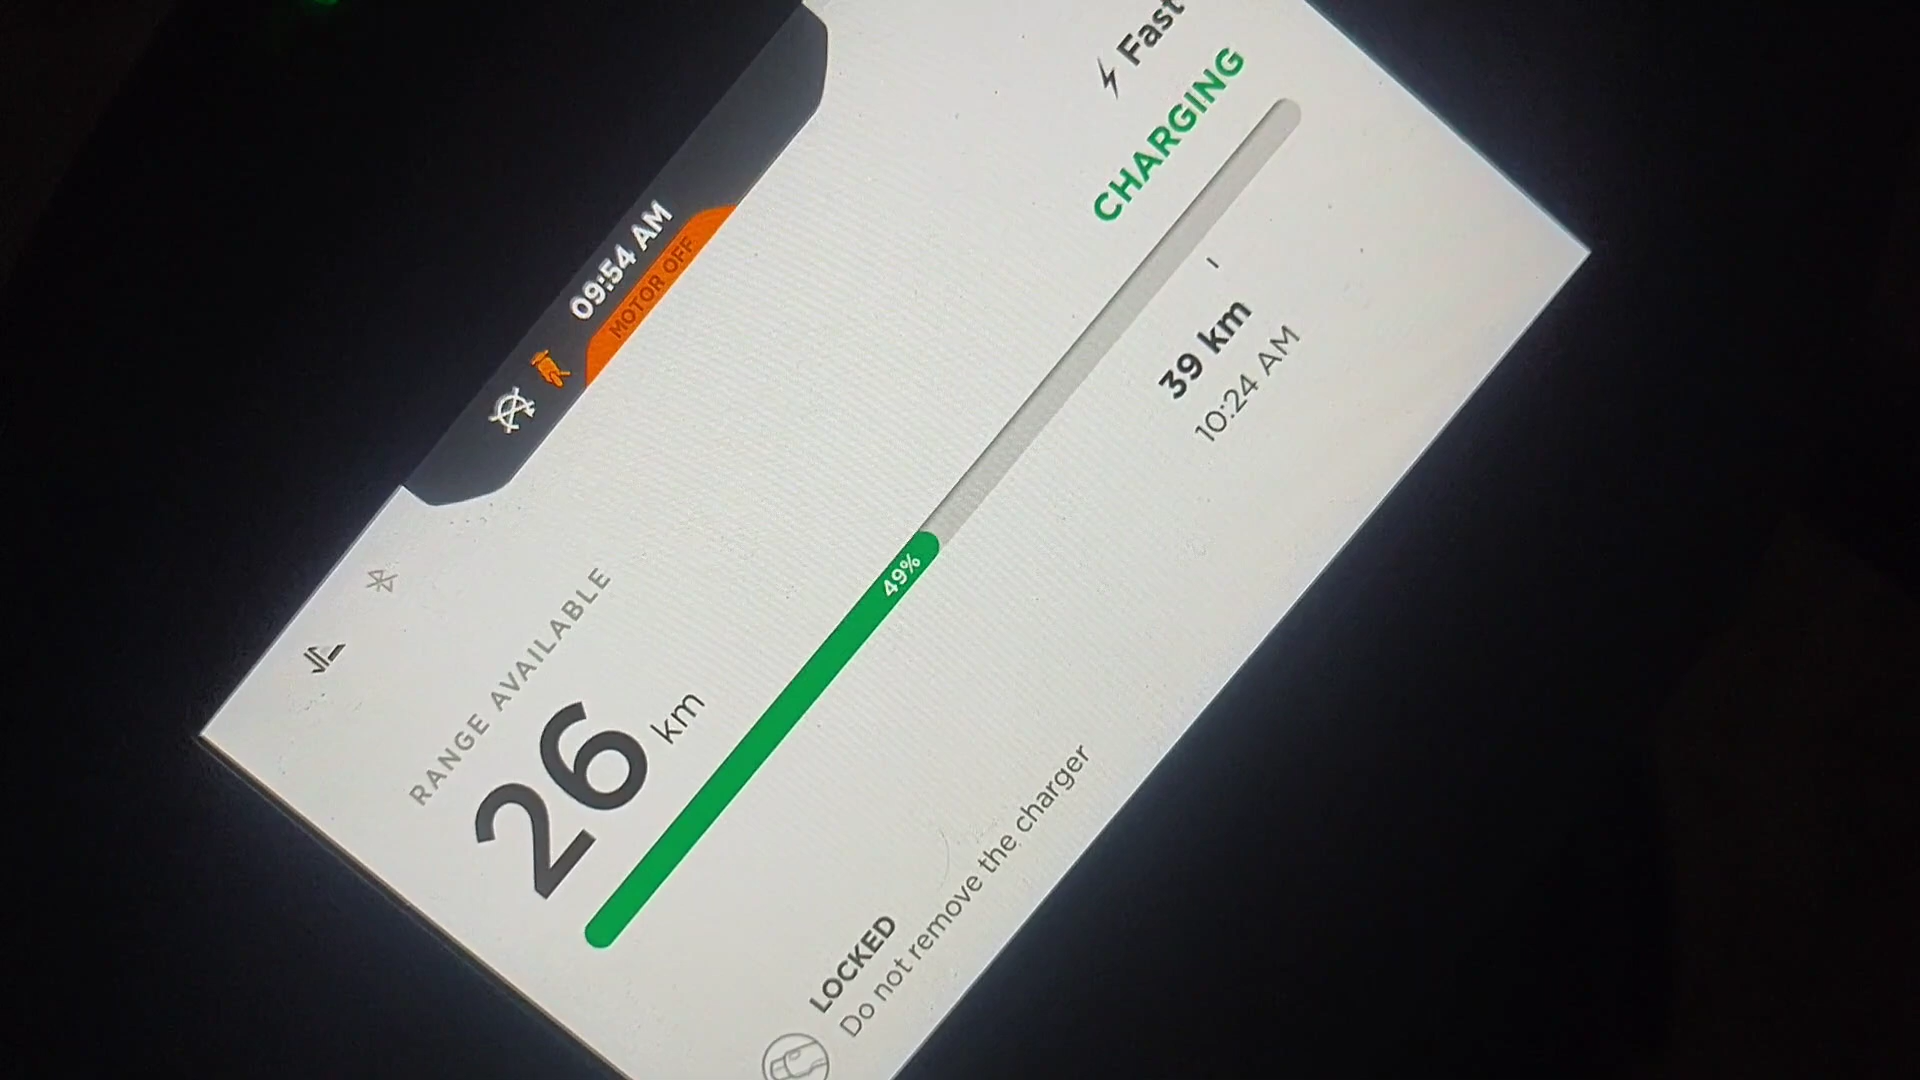 09:54 AM
MOTOR OFF
RANGE AVAILABLE
26 km
Fast
CHARGING
49%
39 km
10:24 AM
LOCKED
Do not remove the charger